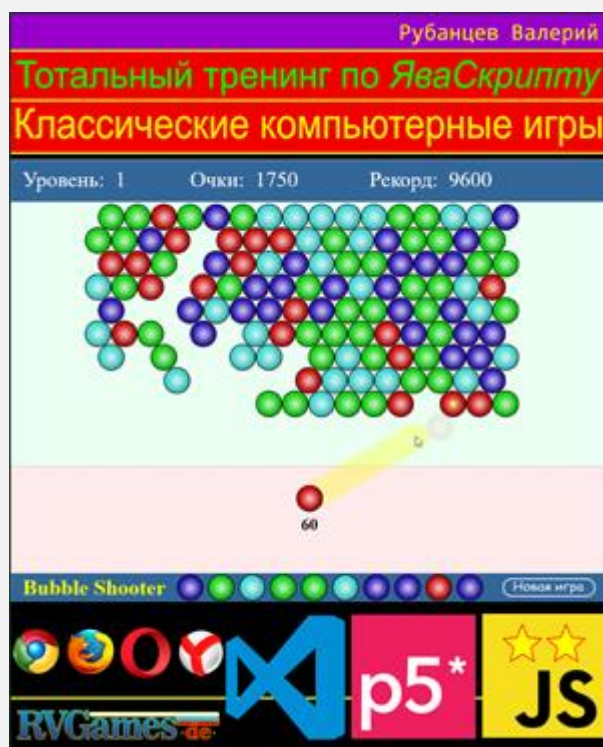 Рубанцев Валерий
Тотальный тренинг по ЯваСкрипту
Классические компьютерные игры
Уровень: 1 Очки: 1750 Рекорд: 9600
60
Bubble Shooter Новая игра
p5*
JS
RVGames.de